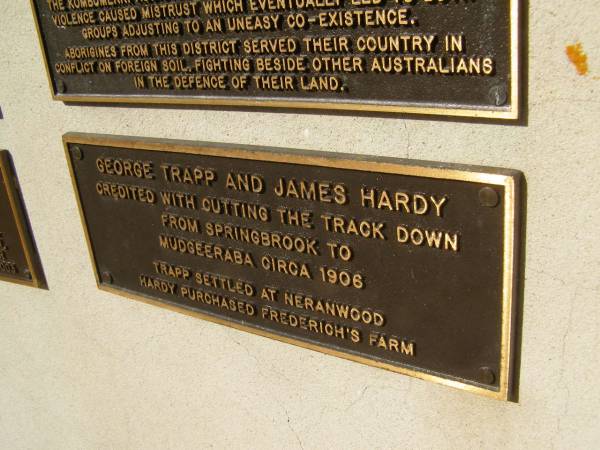 THE KOMBUMERRI
VIOLENCE CAUSED MISTRUST WHICH EVENTUALLY LED TO
GROUPS ADJUSTING TO AN UNEASY CO-EXISTENCE.
ABORIGINES FROM THIS DISTRICT SERVED THEIR COUNTRY IN
CONFLICT ON FOREIGN SOIL, FIGHTING BESIDE OTHER AUSTRALIANS
IN THE DEFENCE OF THEIR LAND.
GEORGE TRAPP AND JAMES HARDY
CREDITED WITH CUTTING THE TRACK DOWN
FROM SPRINGBROOK TO
MUDGEERABA CIRCA 1906
TRAPP SETTLED AT NERANWOOD
HARDY PURCHASED FREDERICH'S FARM